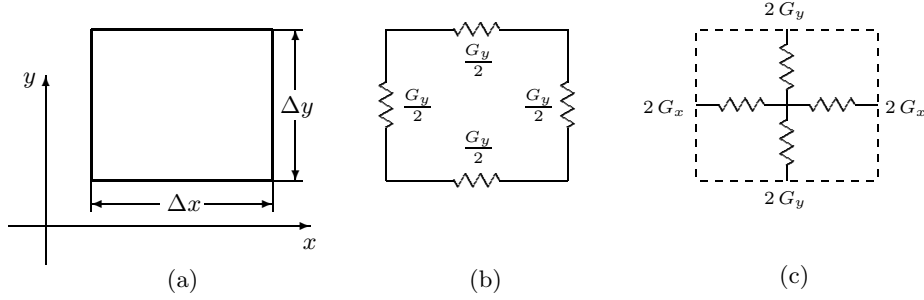 y
Δy
Δx
x
(a)
G_y/2
G_y/2
G_y/2
G_y/2
(b)
2 G_y
2 G_x
2 G_x
2 G_y
(c)